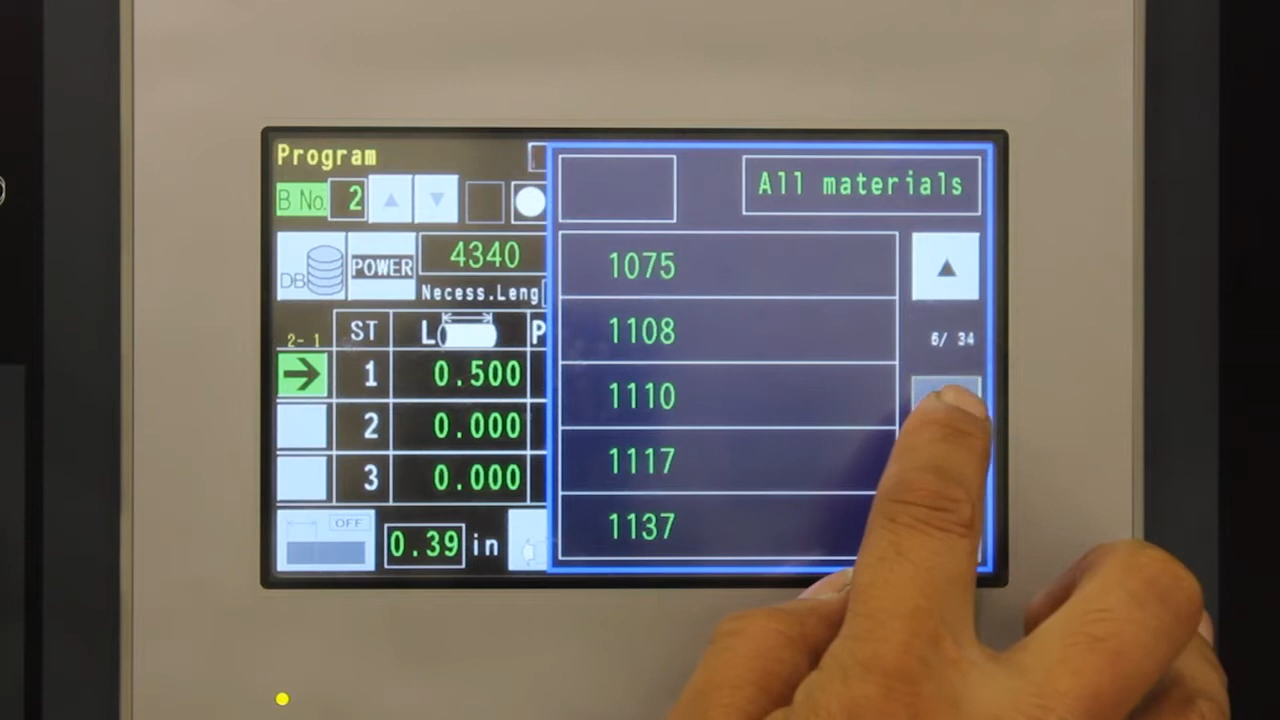 Program
All materials
B No. 2
DB
POWER
4340
Necess.Leng
1075
1108
1110
1117
1137
6/ 34
2- 1
ST
L
P
1
0.500
2
0.000
3
0.000
OFF
0.39 in